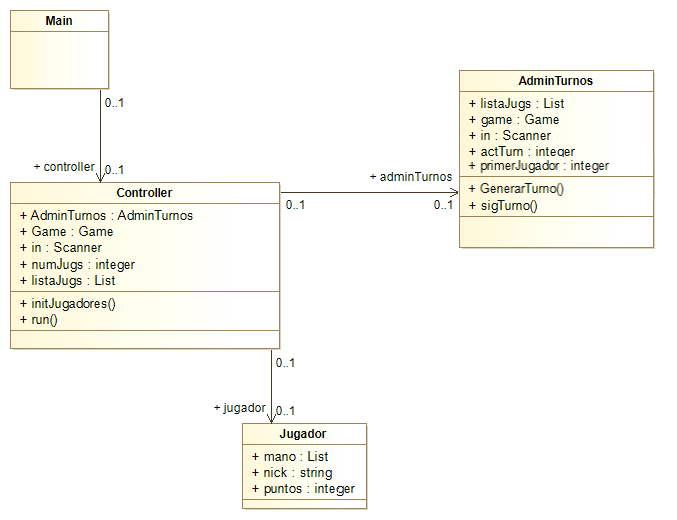 Main
0..1
+ controller
0..1
Controller
+ AdminTurnos : AdminTurnos
+ Game : Game
+ in : Scanner
+ numJugs : integer
+ listaJugs : List
+ initJugadores()
+ run()
+ adminTurnos
0..1
0..1
AdminTurnos
+ listaJugs : List
+ game : Game
+ in : Scanner
+ actTurn : integer
+ primerJugador : integer
+ GenerarTurno()
+ sigTurno()
0..1
+ jugador
0..1
Jugador
+ mano : List
+ nick : string
+ puntos : integer